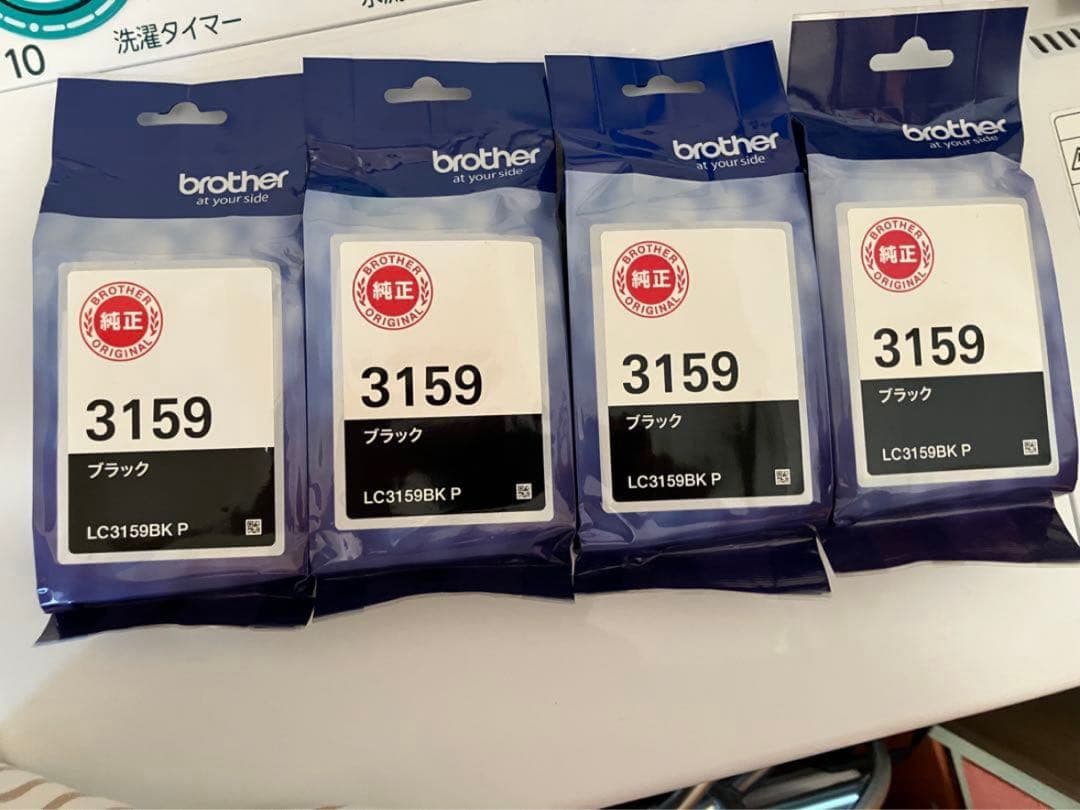 10
洗濯タイマー
brother
at your side
BROTHER
純正
ORIGINAL
3159
ブラック
LC3159BK P
brother
at your side
BROTHER
純正
ORIGINAL
3159
ブラック
LC3159BK P
brother
at your side
BROTHER
純正
ORIGINAL
3159
ブラック
LC3159BK P
brother
at your side
BROTHER
純正
ORIGINAL
3159
ブラック
LC3159BK P